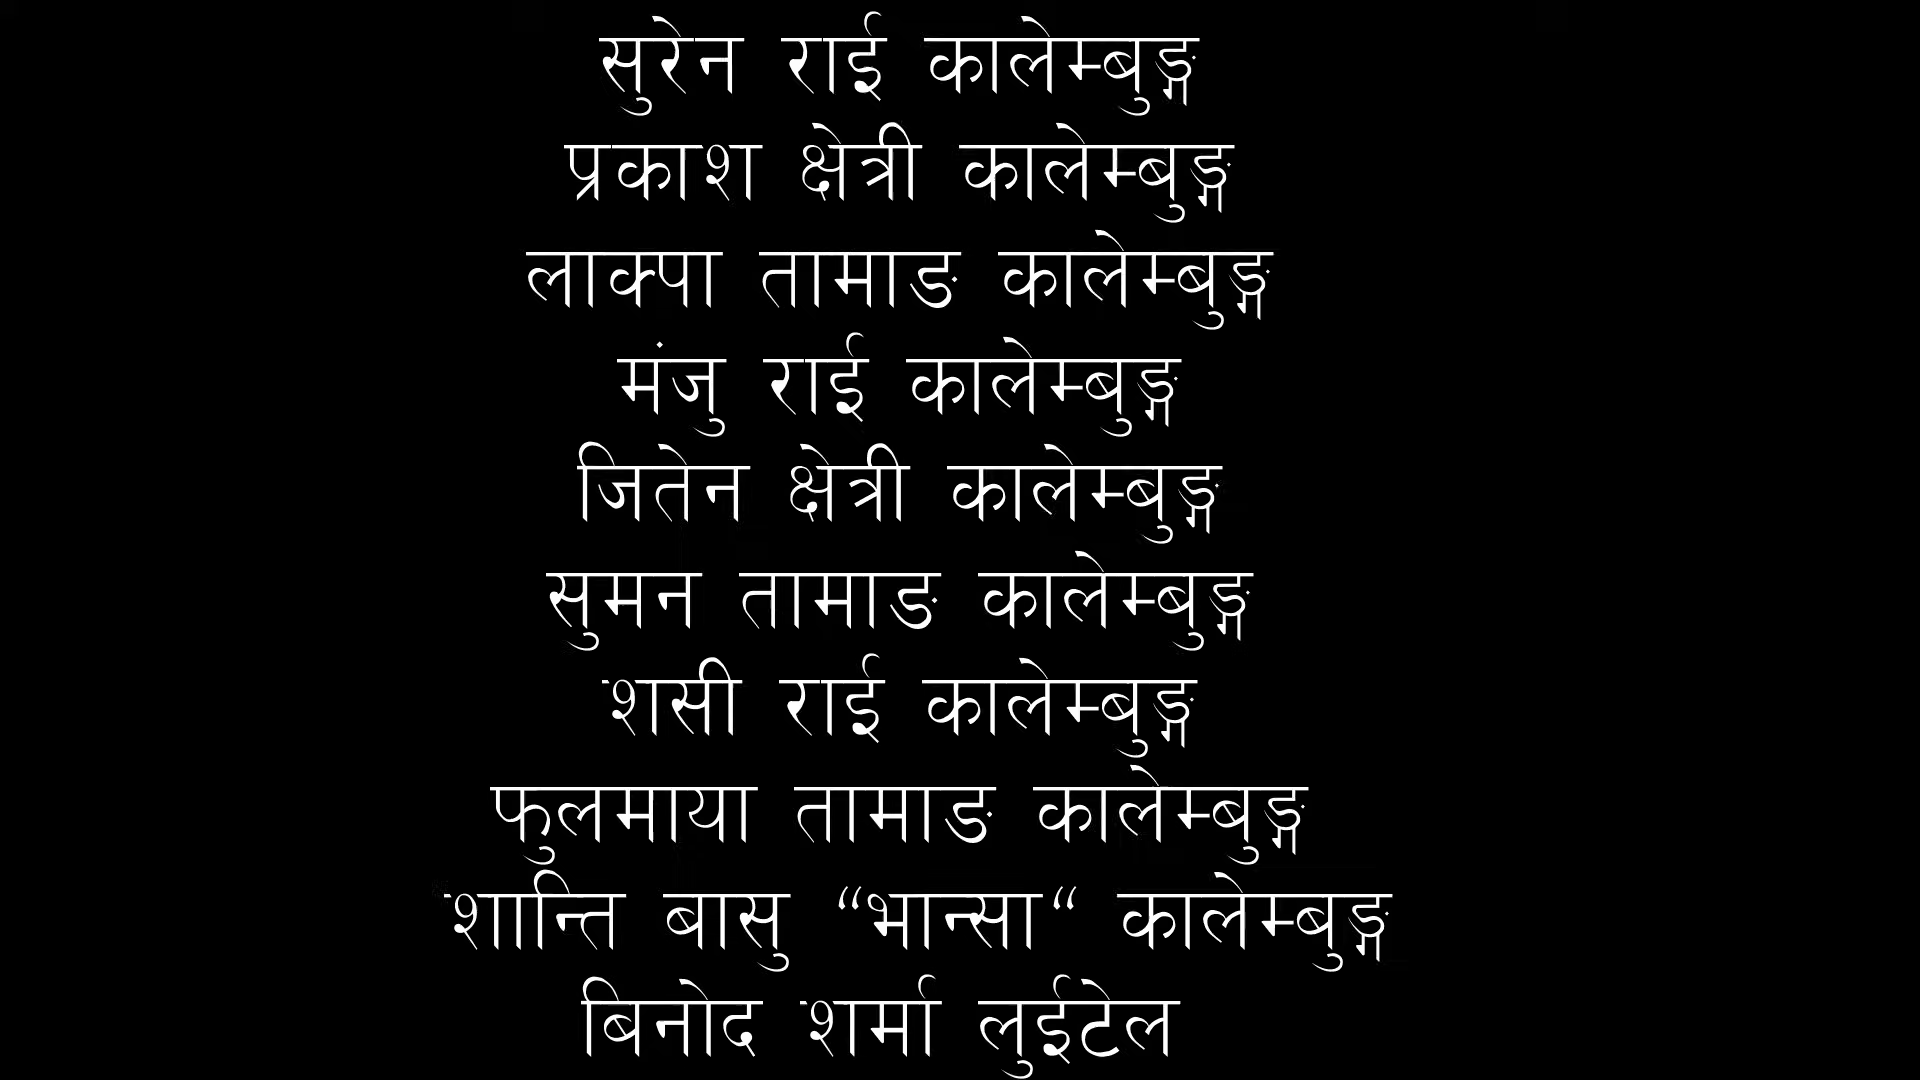 सुरेन राई कालेम्बुङ्ग
प्रकाश क्षेत्री कालेम्बुङ्ग
लाक्पा तामाङ कालेम्बुङ्ग
मंजु राई कालेम्बुङ्ग
जितेन क्षेत्री कालेम्बुङ्ग
सुमन तामाङ कालेम्बुङ्ग
शसी राई कालेम्बुङ्ग
फुलमाया तामाङ कालेम्बुङ्ग
शान्ति बासु “भान्सा“ कालेम्बुङ्ग
बिनोद शर्मा लुईटेल